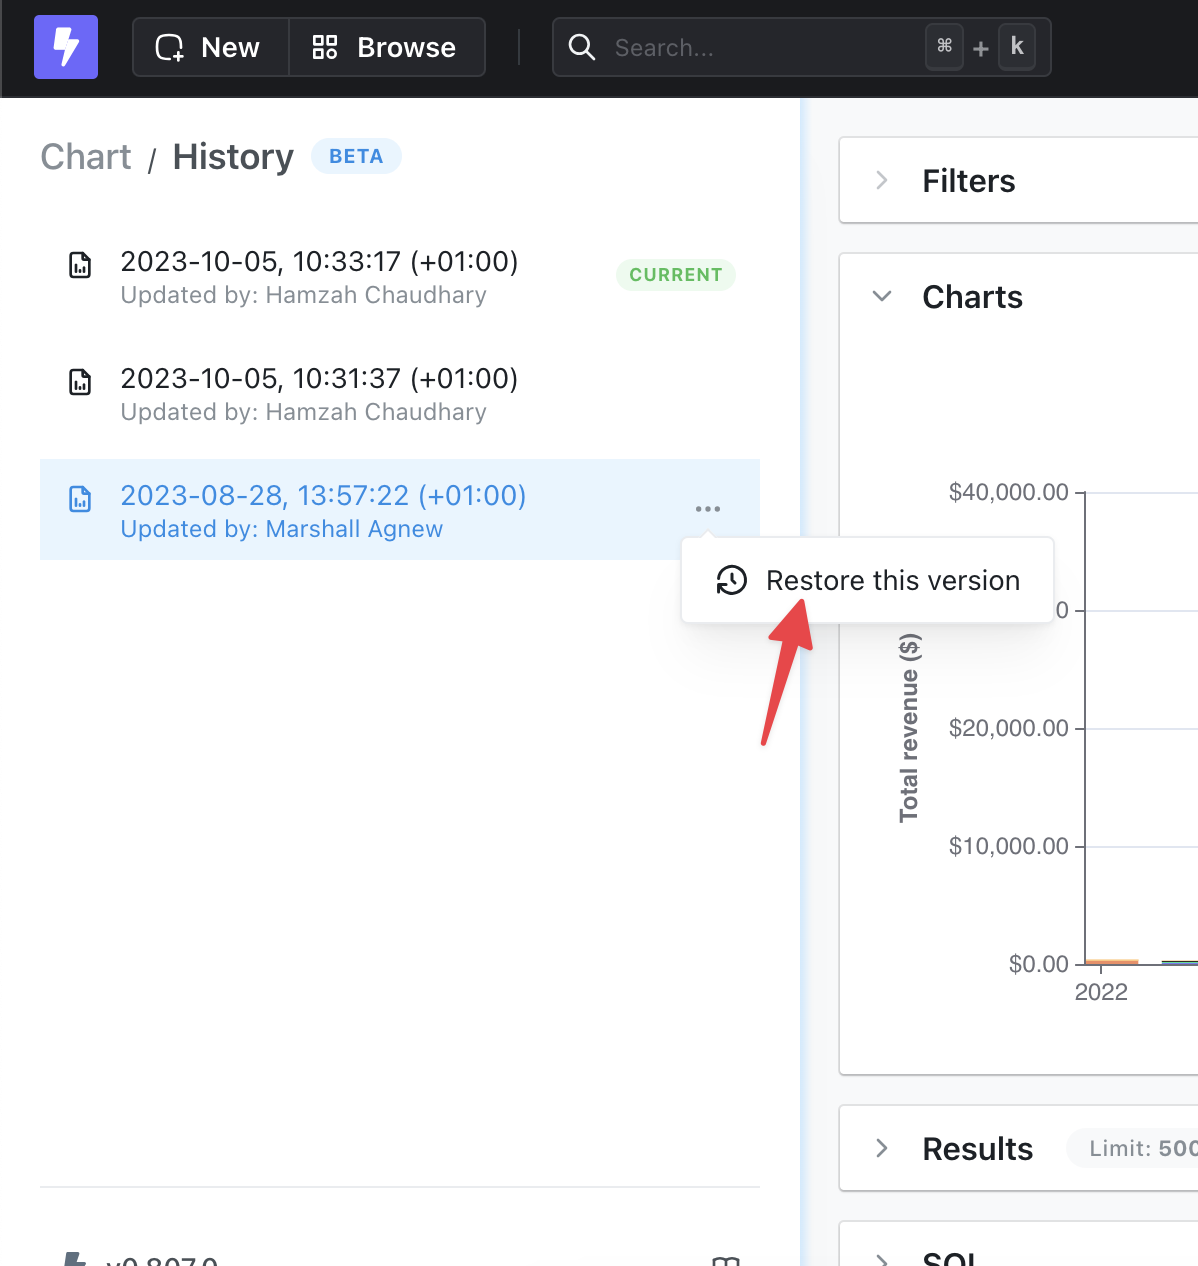 New
Browse
Search...
⌘ + k
Chart / History BETA
2023-10-05, 10:33:17 (+01:00)
Updated by: Hamzah Chaudhary
CURRENT
2023-10-05, 10:31:37 (+01:00)
Updated by: Hamzah Chaudhary
2023-08-28, 13:57:22 (+01:00)
Updated by: Marshall Agnew
Restore this version
v0.807.0
Filters
Charts
Total revenue ($)
$40,000.00
0
$20,000.00
$10,000.00
$0.00
2022
Results
Limit: 500
SQL